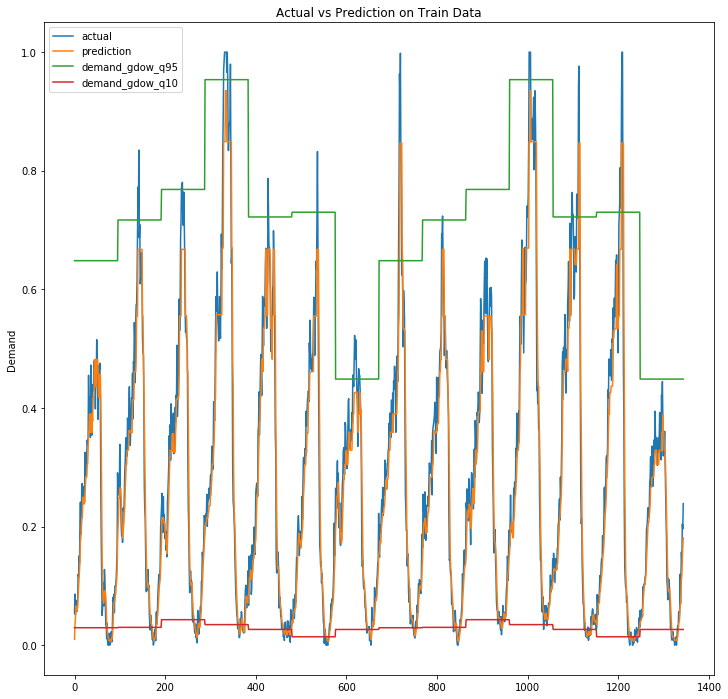 Actual vs Prediction on Train Data
actual
prediction
demand_gdow_q95
demand_gdow_q10
1.0
0.8
0.6
0.4
0.2
0.0
Demand
0 200 400 600 800 1000 1200 1400